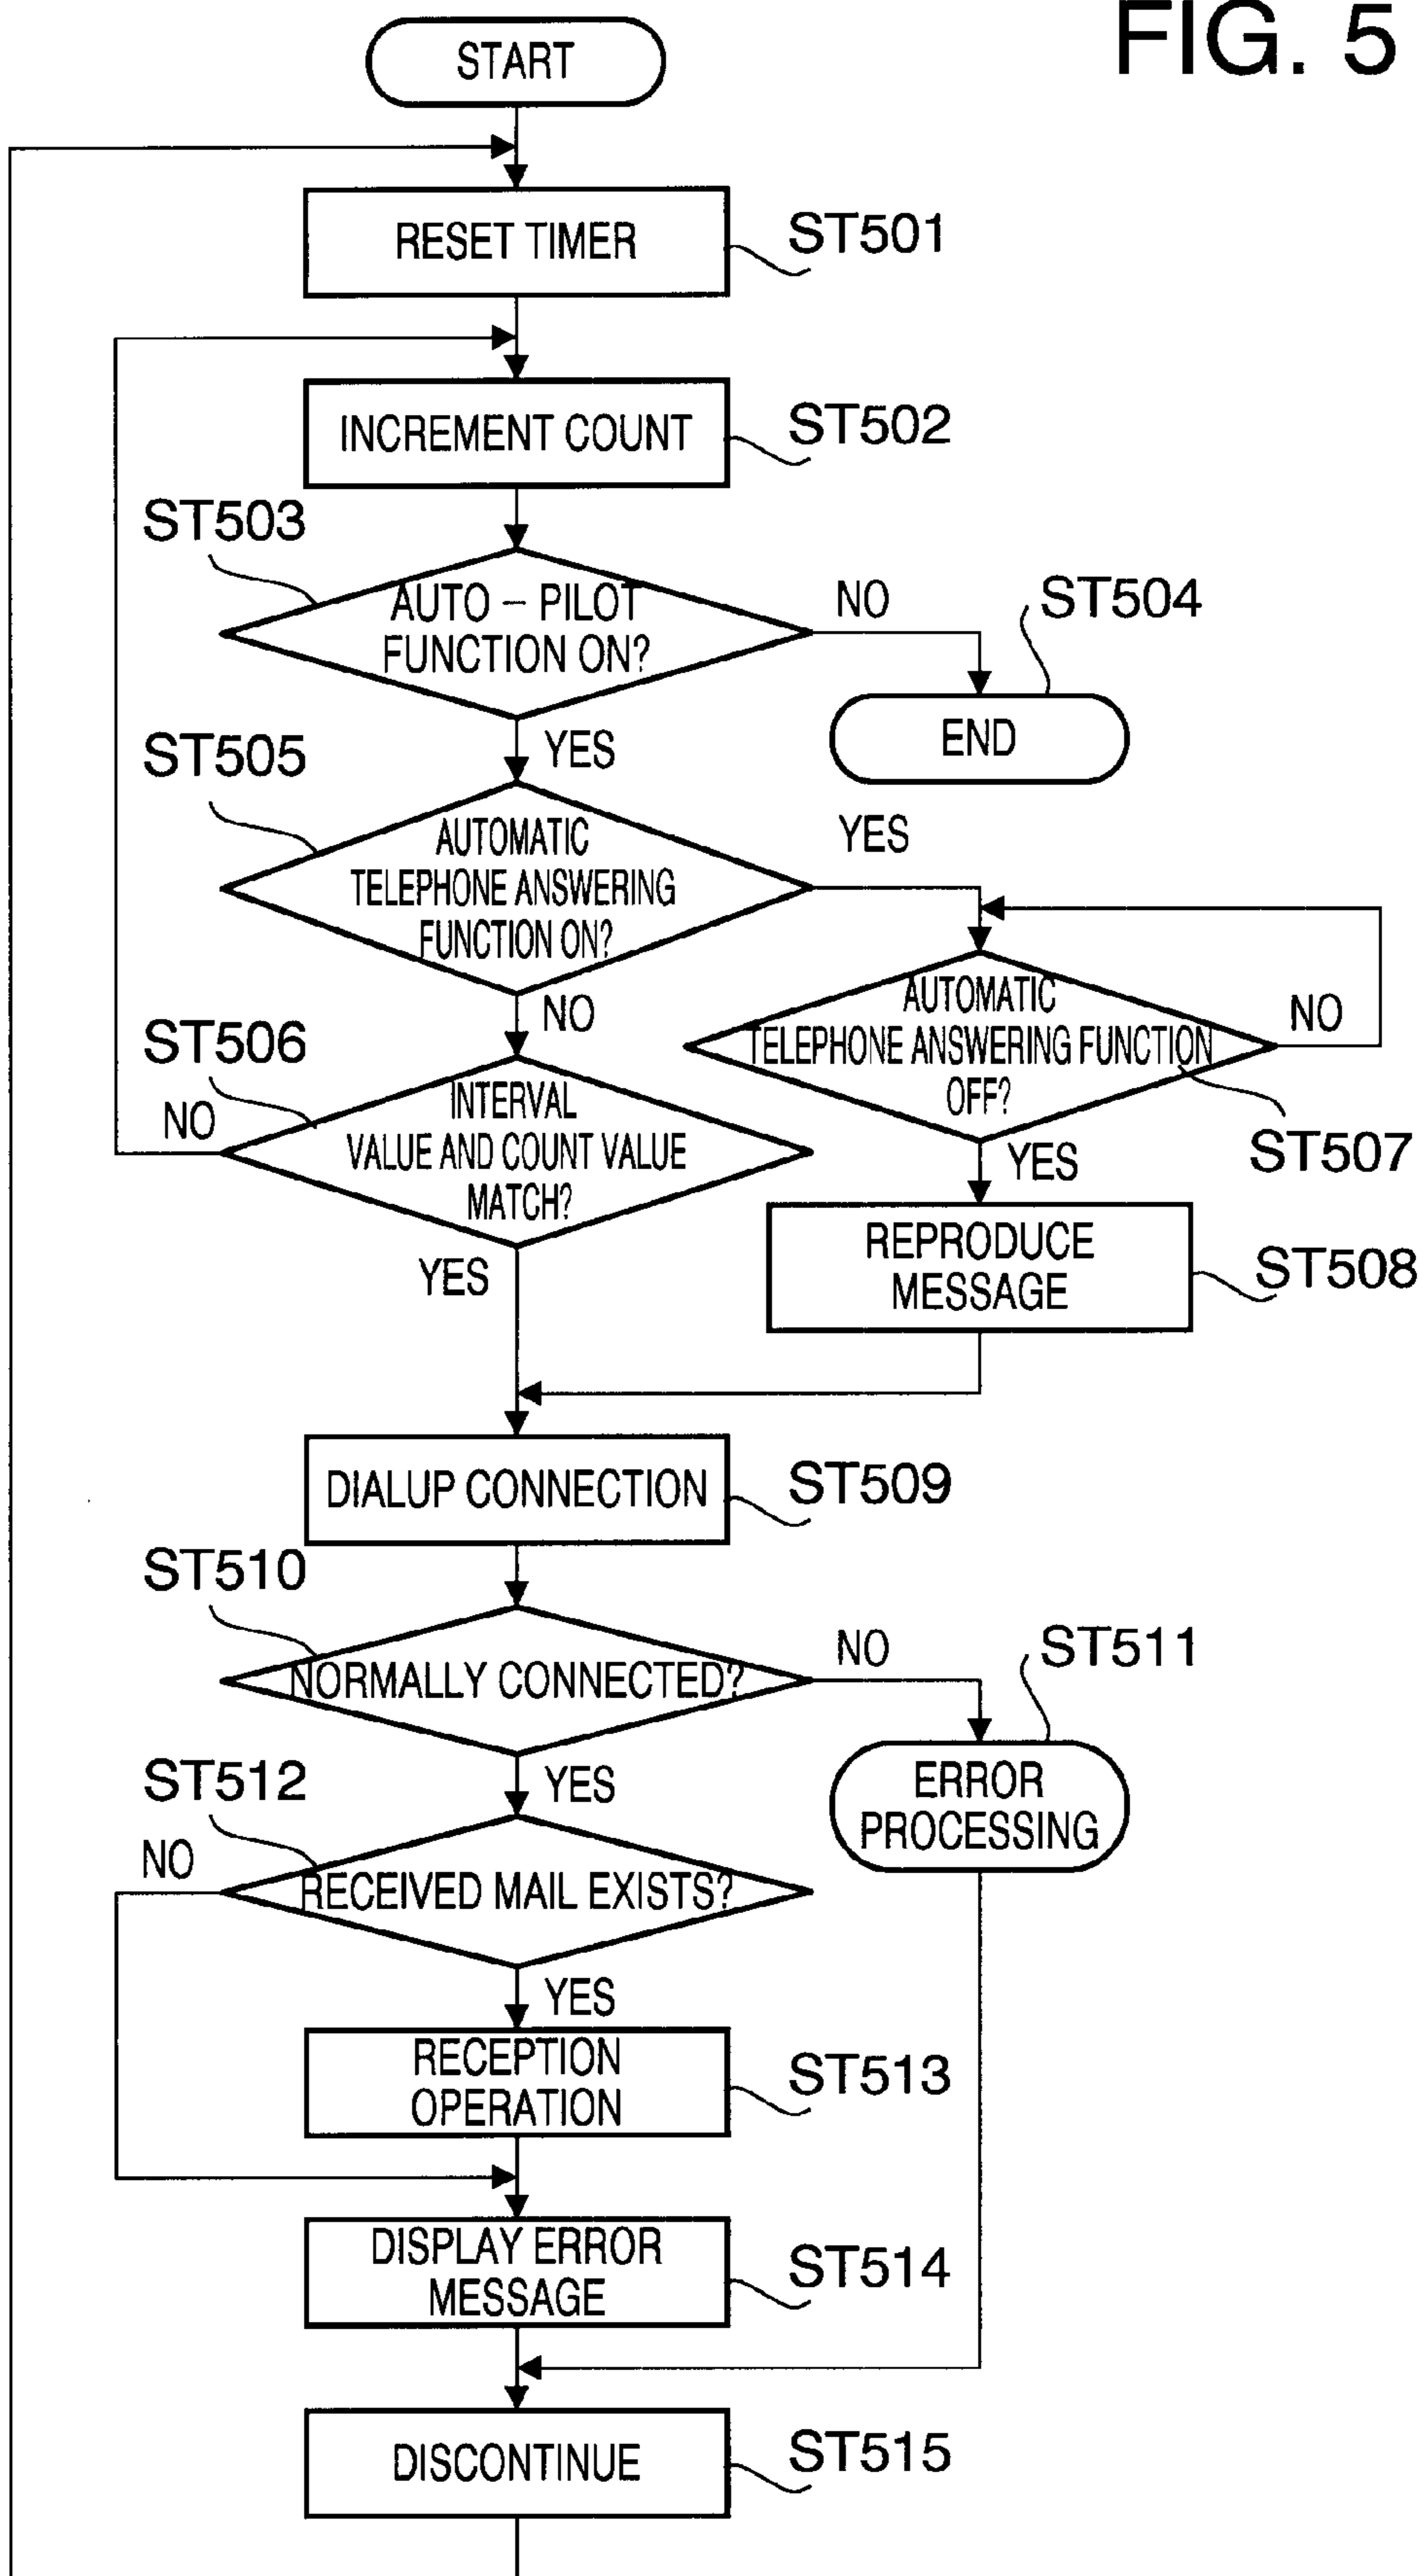 FIG. 5
START
RESET TIMER
ST501
INCREMENT COUNT
ST502
ST503
AUTO – PILOT
FUNCTION ON?
NO
ST504
END
YES
ST505
AUTOMATIC
TELEPHONE ANSWERING
FUNCTION ON?
YES
NO
AUTOMATIC
TELEPHONE ANSWERING FUNCTION
OFF?
NO
ST507
ST506
INTERVAL
VALUE AND COUNT VALUE
MATCH?
NO
YES
YES
REPRODUCE
MESSAGE
ST508
DIALUP CONNECTION
ST509
ST510
NORMALLY CONNECTED?
NO
ST511
ERROR
PROCESSING
YES
ST512
RECEIVED MAIL EXISTS?
NO
YES
RECEPTION
OPERATION
ST513
DISPLAY ERROR
MESSAGE
ST514
DISCONTINUE
ST515